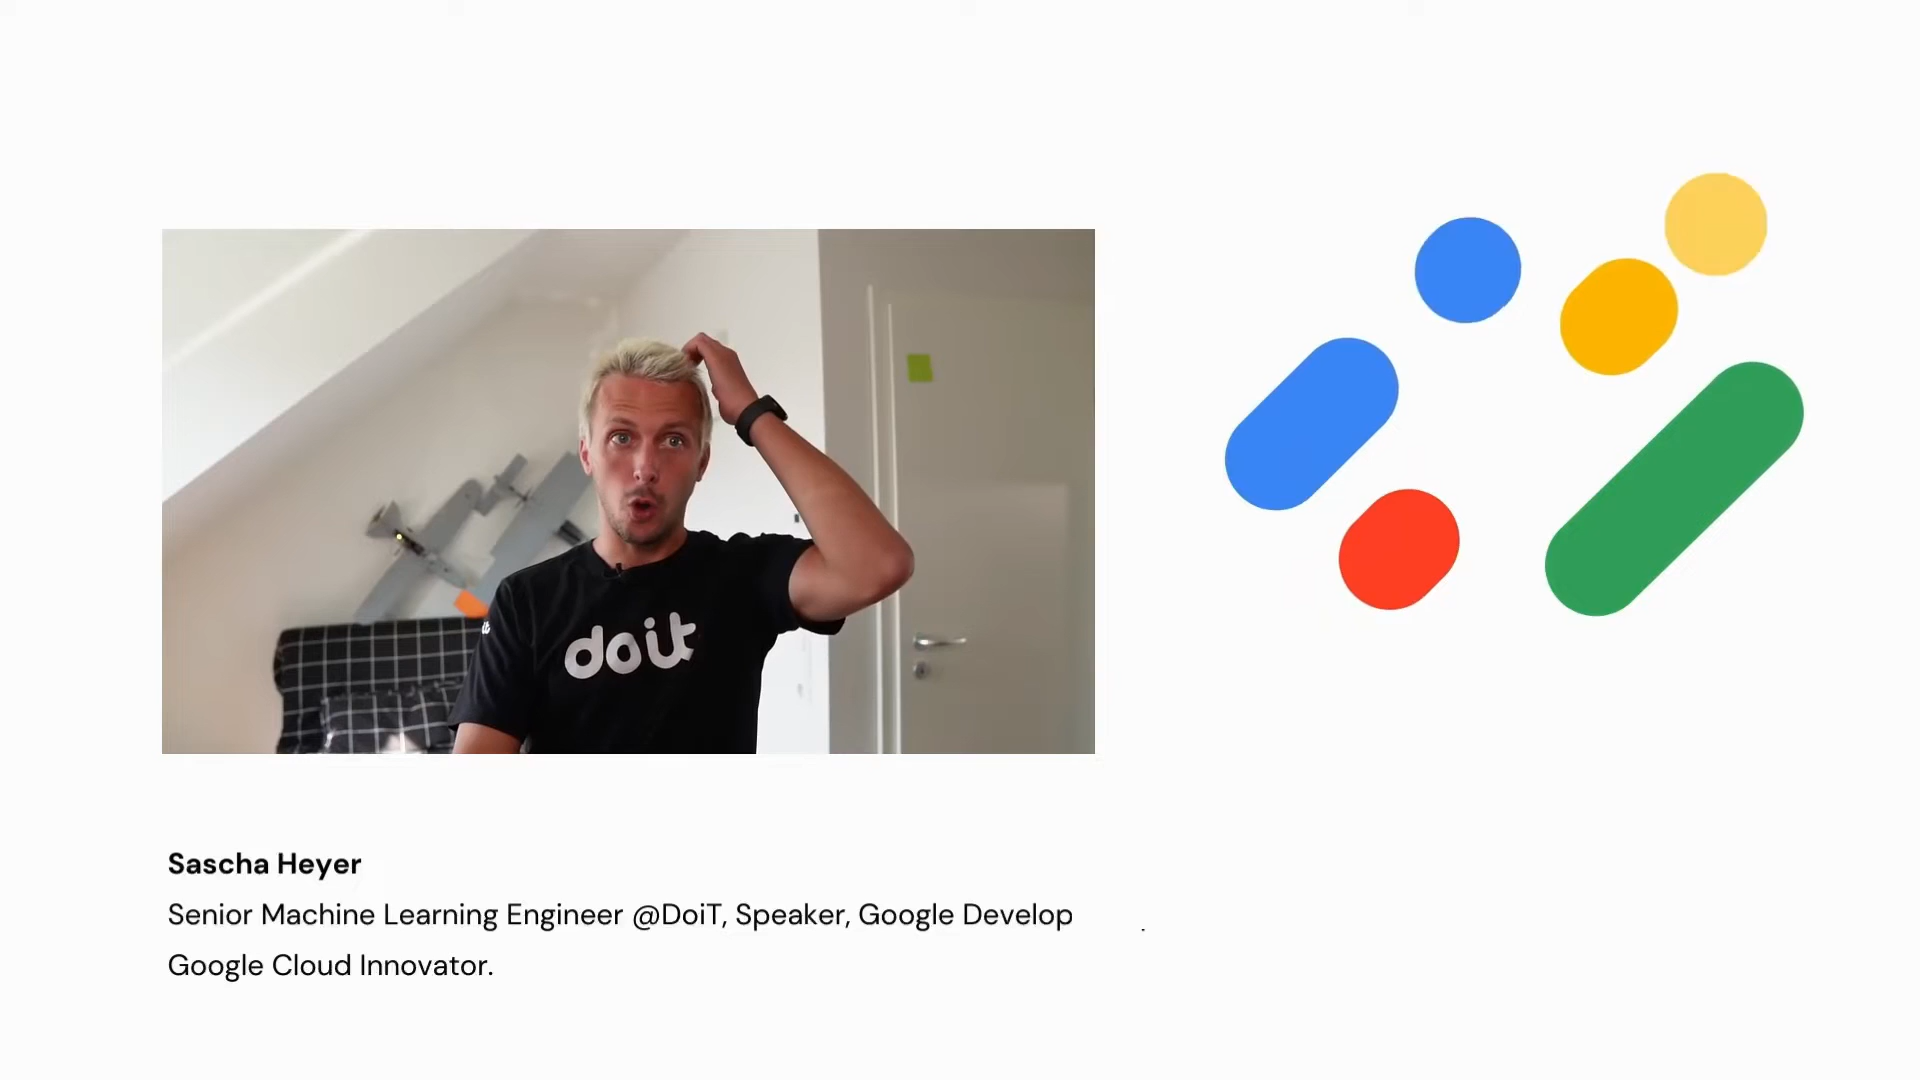 doit
Sascha Heyer
Senior Machine Learning Engineer @DoiT, Speaker, Google Develop
Google Cloud Innovator.